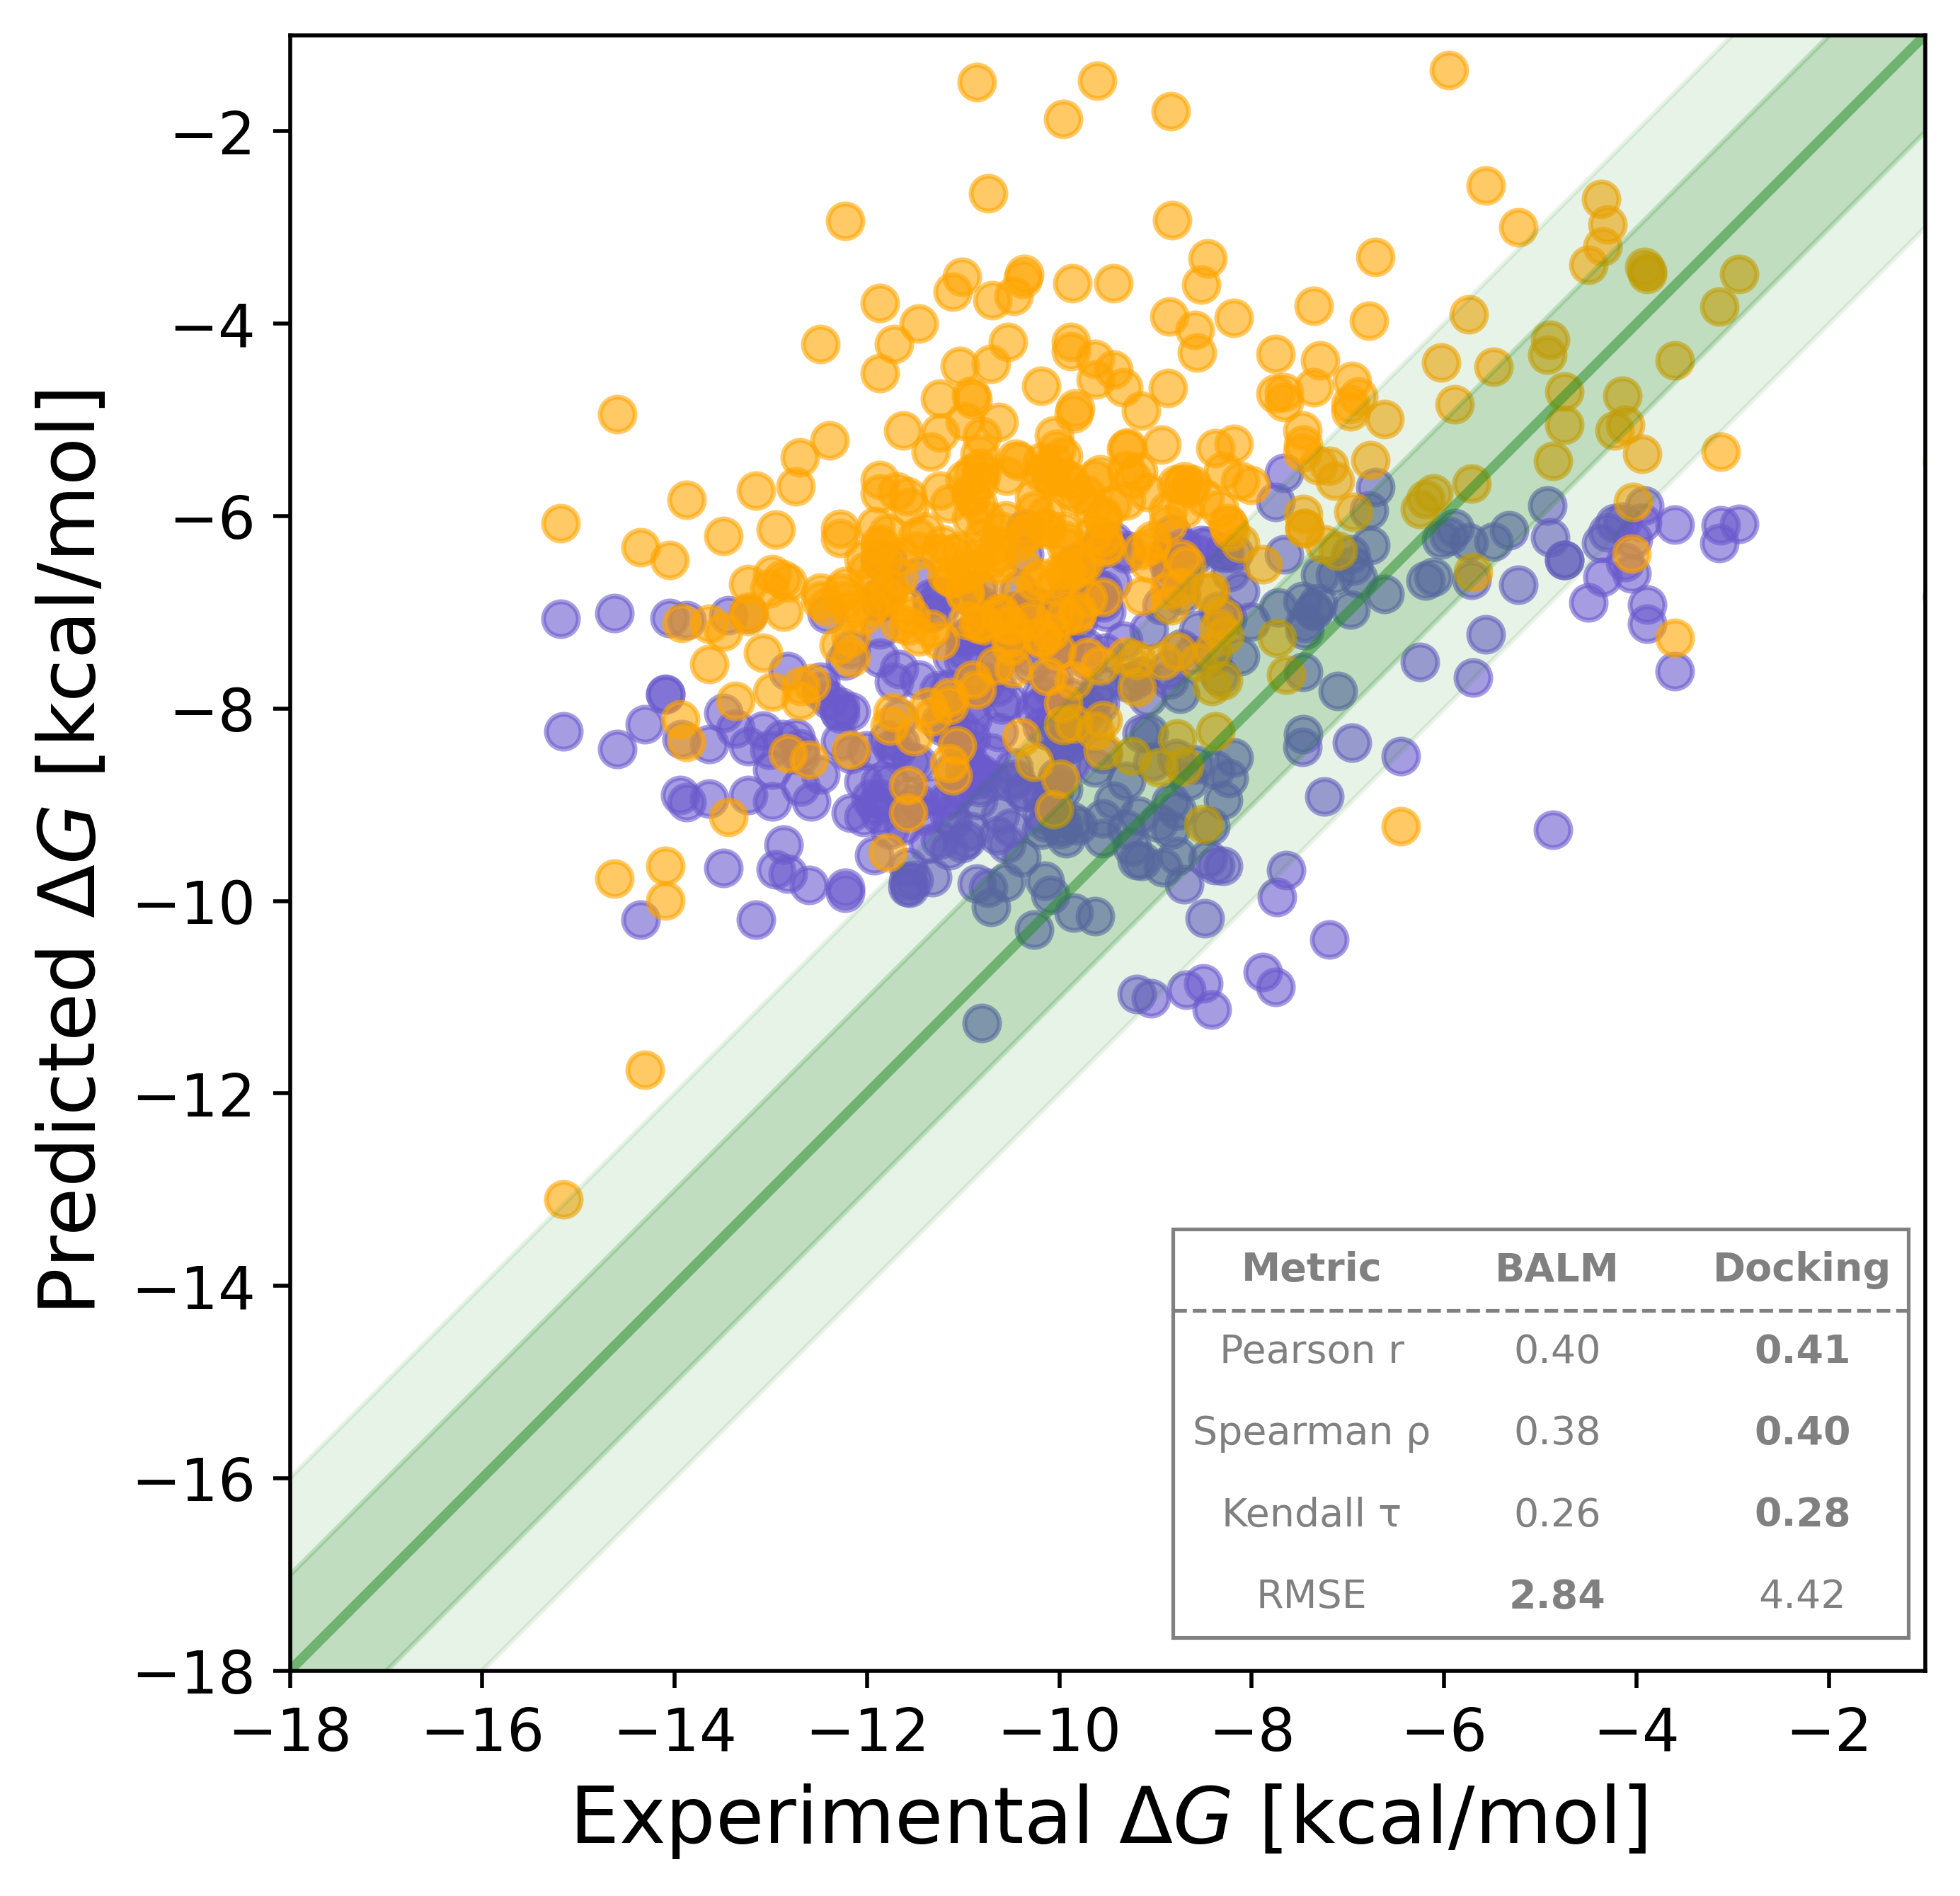 Predicted ΔG [kcal/mol]
−2
−4
−6
−8
−10
−12
−14
−16
−18
Metric BALM Docking
Pearson r 0.40 0.41
Spearman ρ 0.38 0.40
Kendall τ 0.26 0.28
RMSE 2.84 4.42
−18 −16 −14 −12 −10 −8 −6 −4 −2
Experimental ΔG [kcal/mol]